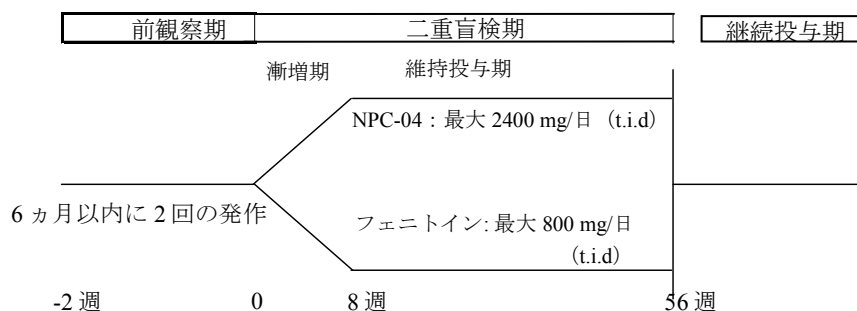 前観察期 二重盲検期 継続投与期
漸増期 維持投与期
NPC-04：最大 2400 mg/日 （t.i.d）
6 ヵ月以内に 2 回の発作
フェニトイン: 最大 800 mg/日
（t.i.d）
-2 週 0 8 週 56 週